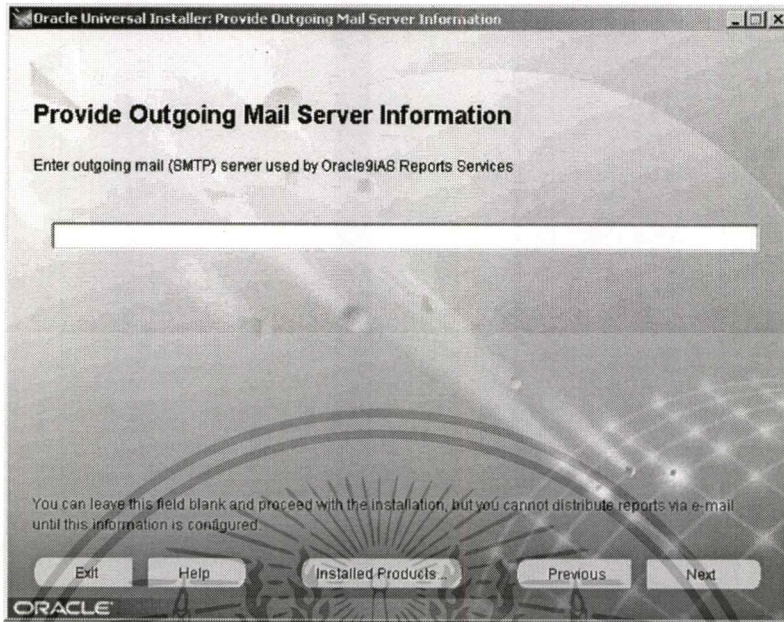 Oracle Universal Installer: Provide Outgoing Mail Server Information
Provide Outgoing Mail Server Information
Enter outgoing mail (SMTP) server used by Oracle9iAS Reports Services
You can leave this field blank and proceed with the installation, but you cannot distribute reports via e-mail
until this information is configured.
Exit Help Installed Products... Previous Next
ORACLE